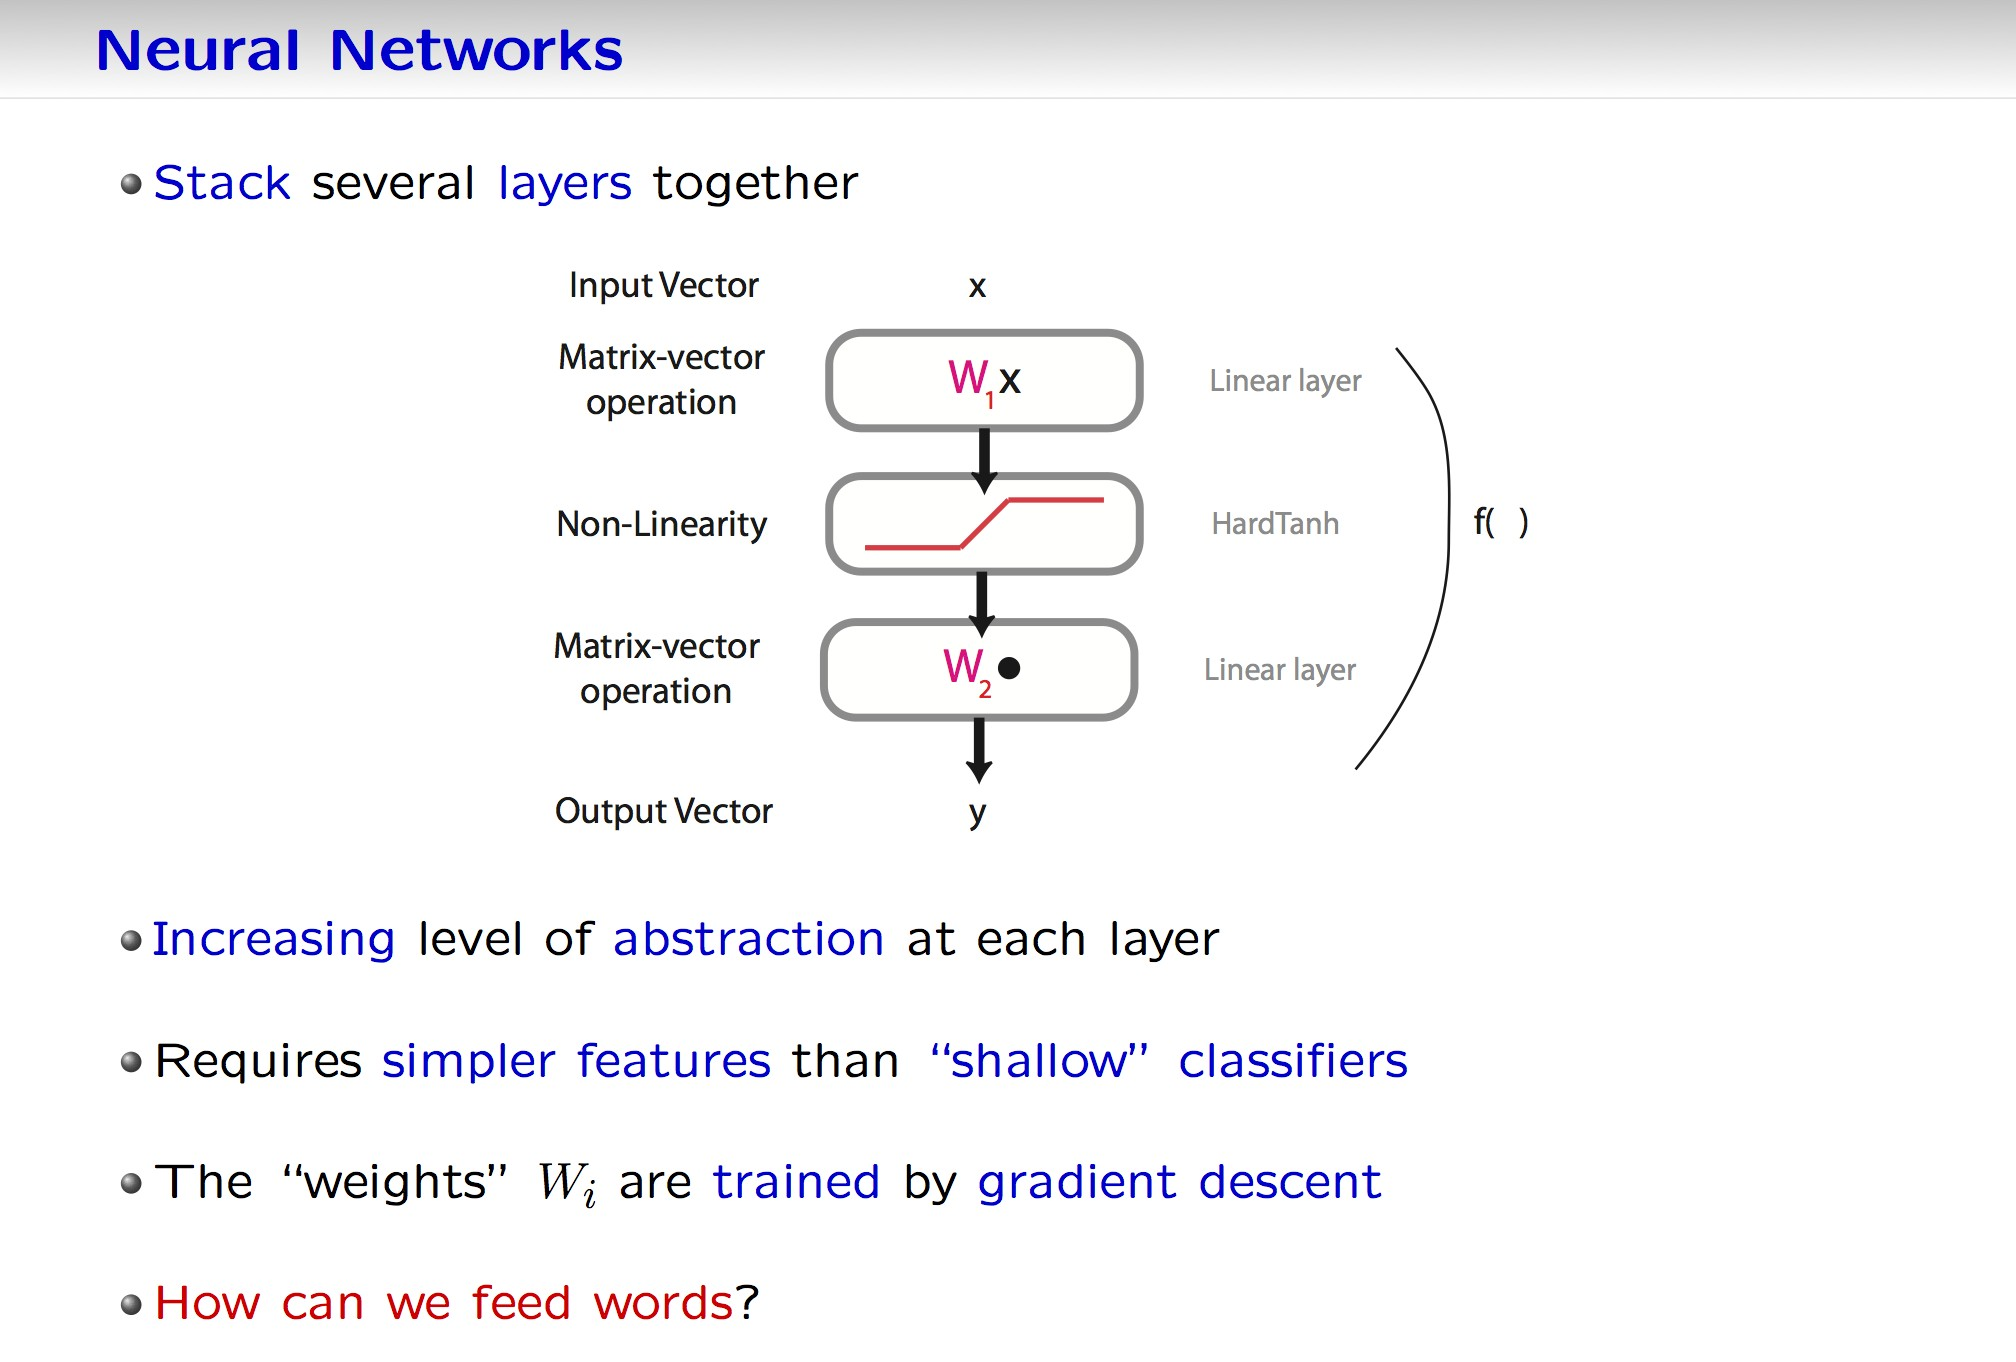 Neural Networks
Stack several layers together
Input Vector x
Matrix-vector
operation
W₁x
Linear layer
Non-Linearity
HardTanh
f( )
Matrix-vector
operation
W₂●
Linear layer
Output Vector y
Increasing level of abstraction at each layer
Requires simpler features than “shallow” classifiers
The “weights” Wᵢ are trained by gradient descent
How can we feed words?